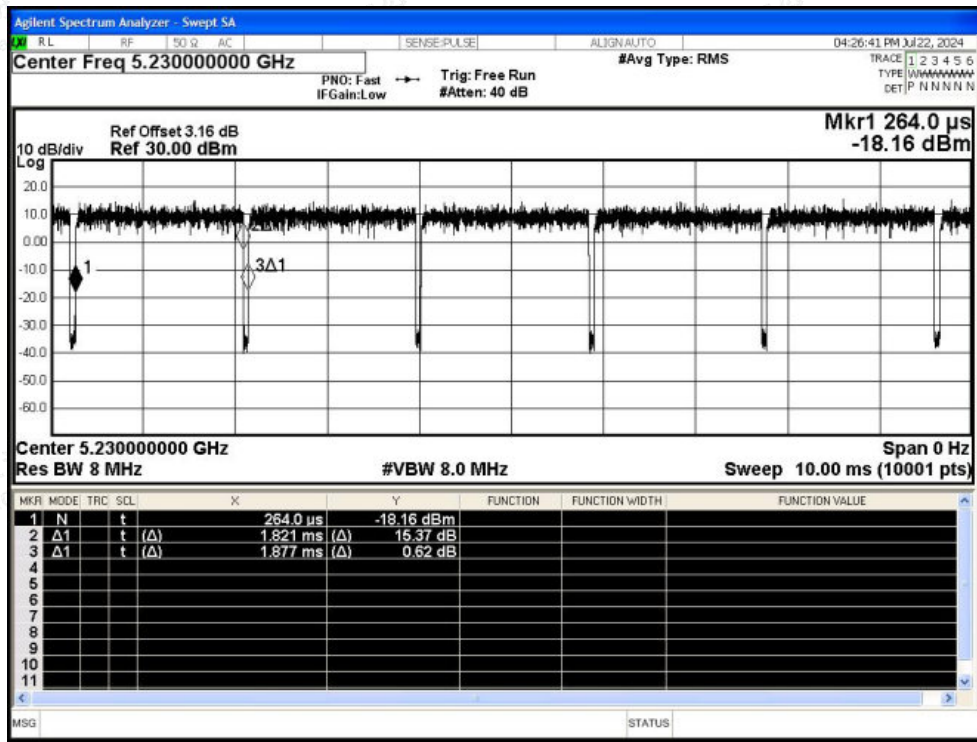 Agilent Spectrum Analyzer - Swept SA
RL RF 50 Ω AC SENSE:PULSE ALIGN AUTO 04:26:41 PM Jul 22, 2024
Center Freq 5.230000000 GHz #Avg Type: RMS TRACE 1 2 3 4 5 6
PNO: Fast Trig: Free Run TYPE
IFGain:Low #Atten: 40 dB DET P N N N N N
Mkr1 264.0 µs
Ref Offset 3.16 dB
10 dB/div Ref 30.00 dBm -18.16 dBm
Log
20.0
10.0
0.00
1 3Δ1
-10.0
-20.0
-30.0
-40.0
-50.0
-60.0
Center 5.230000000 GHz Span 0 Hz
Res BW 8 MHz #VBW 8.0 MHz Sweep 10.00 ms (10001 pts)
MKR MODE TRC SCL X Y FUNCTION FUNCTION WIDTH FUNCTION VALUE
1 N t 264.0 µs -18.16 dBm
2 Δ1 t (Δ) 1.821 ms (Δ) 15.37 dB
3 Δ1 t (Δ) 1.877 ms (Δ) 0.62 dB
4
5
6
7
8
9
10
11
MSG STATUS